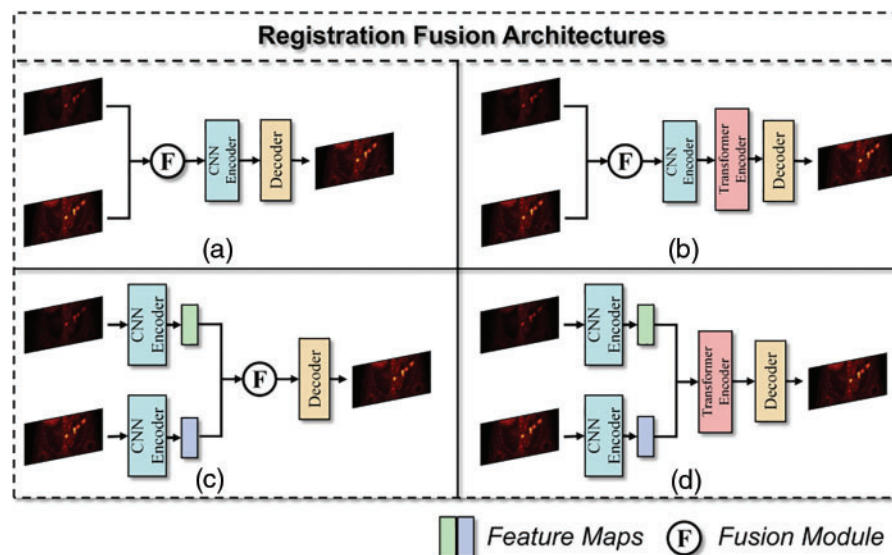 Registration Fusion Architectures
F
CNN
Encoder
Decoder
(a)
F
CNN
Encoder
Transformer
Encoder
Decoder
(b)
CNN
Encoder
CNN
Encoder
F
Decoder
(c)
CNN
Encoder
CNN
Encoder
Transformer
Encoder
Decoder
(d)
Feature Maps
F Fusion Module